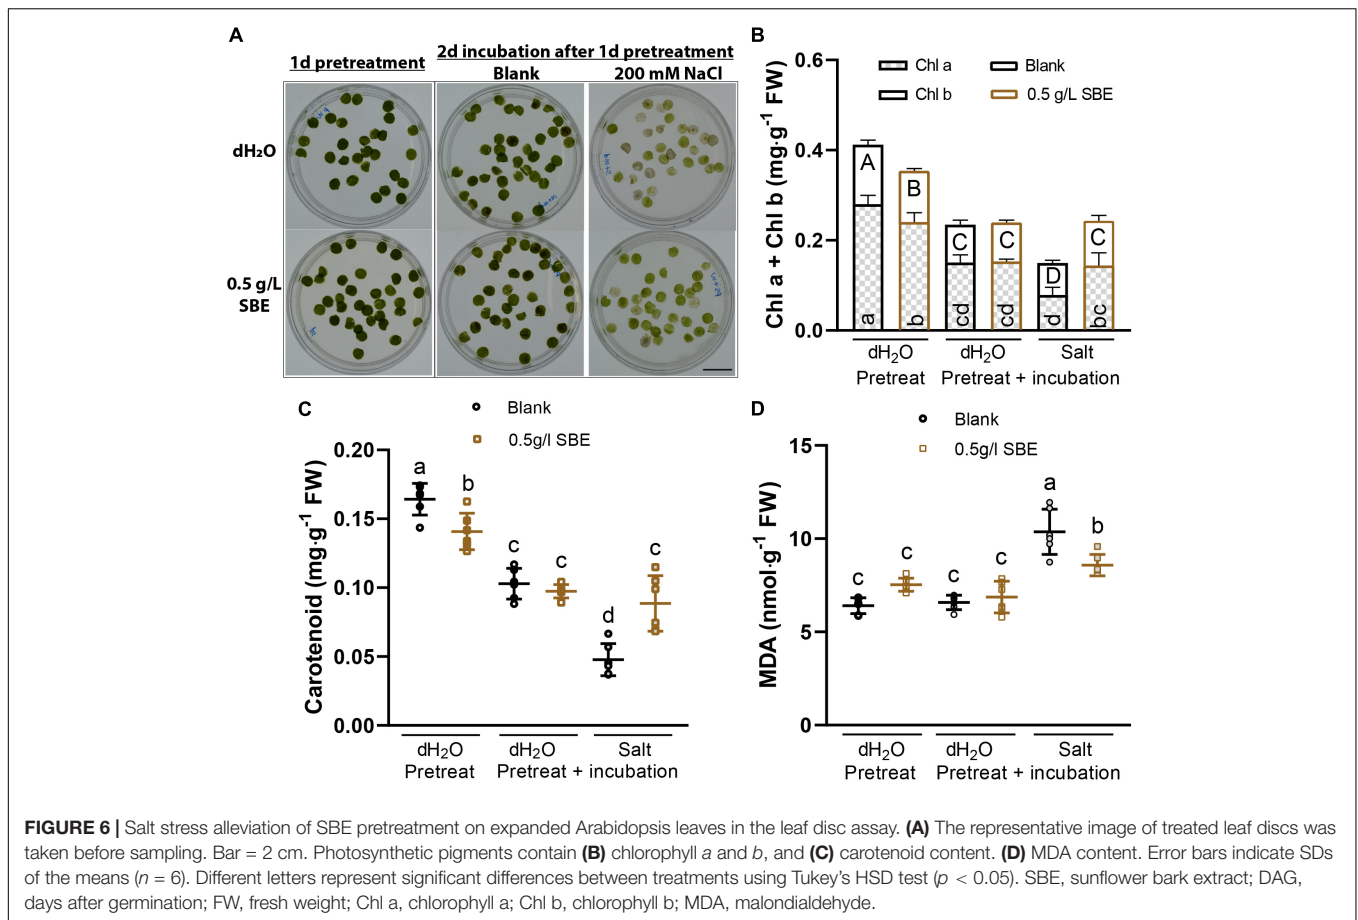 A
1d pretreatment
2d incubation after 1d pretreatment
Blank
200 mM NaCl
dH₂O
0.5 g/L
SBE
B
Chl a + Chl b (mg·g⁻¹ FW)
0.6
0.4
0.2
0.0
Chl a
Blank
Chl b
0.5 g/L SBE
A
B
C
C
D
C
a
b
cd
cd
d
bc
dH₂O
dH₂O
Salt
Pretreat
Pretreat + incubation
C
Blank
0.5g/l SBE
Carotenoid (mg·g⁻¹ FW)
0.20
0.15
0.10
0.05
0.00
a
b
c
c
d
c
dH₂O
dH₂O
Salt
Pretreat
Pretreat + incubation
D
Blank
0.5g/l SBE
MDA (nmol·g⁻¹ FW)
15
10
5
0
c
c
c
c
a
b
dH₂O
dH₂O
Salt
Pretreat
Pretreat + incubation
FIGURE 6 | Salt stress alleviation of SBE pretreatment on expanded Arabidopsis leaves in the leaf disc assay. (A) The representative image of treated leaf discs was
taken before sampling. Bar = 2 cm. Photosynthetic pigments contain (B) chlorophyll a and b, and (C) carotenoid content. (D) MDA content. Error bars indicate SDs
of the means (n = 6). Different letters represent significant differences between treatments using Tukey's HSD test (p < 0.05). SBE, sunflower bark extract; DAG,
days after germination; FW, fresh weight; Chl a, chlorophyll a; Chl b, chlorophyll b; MDA, malondialdehyde.